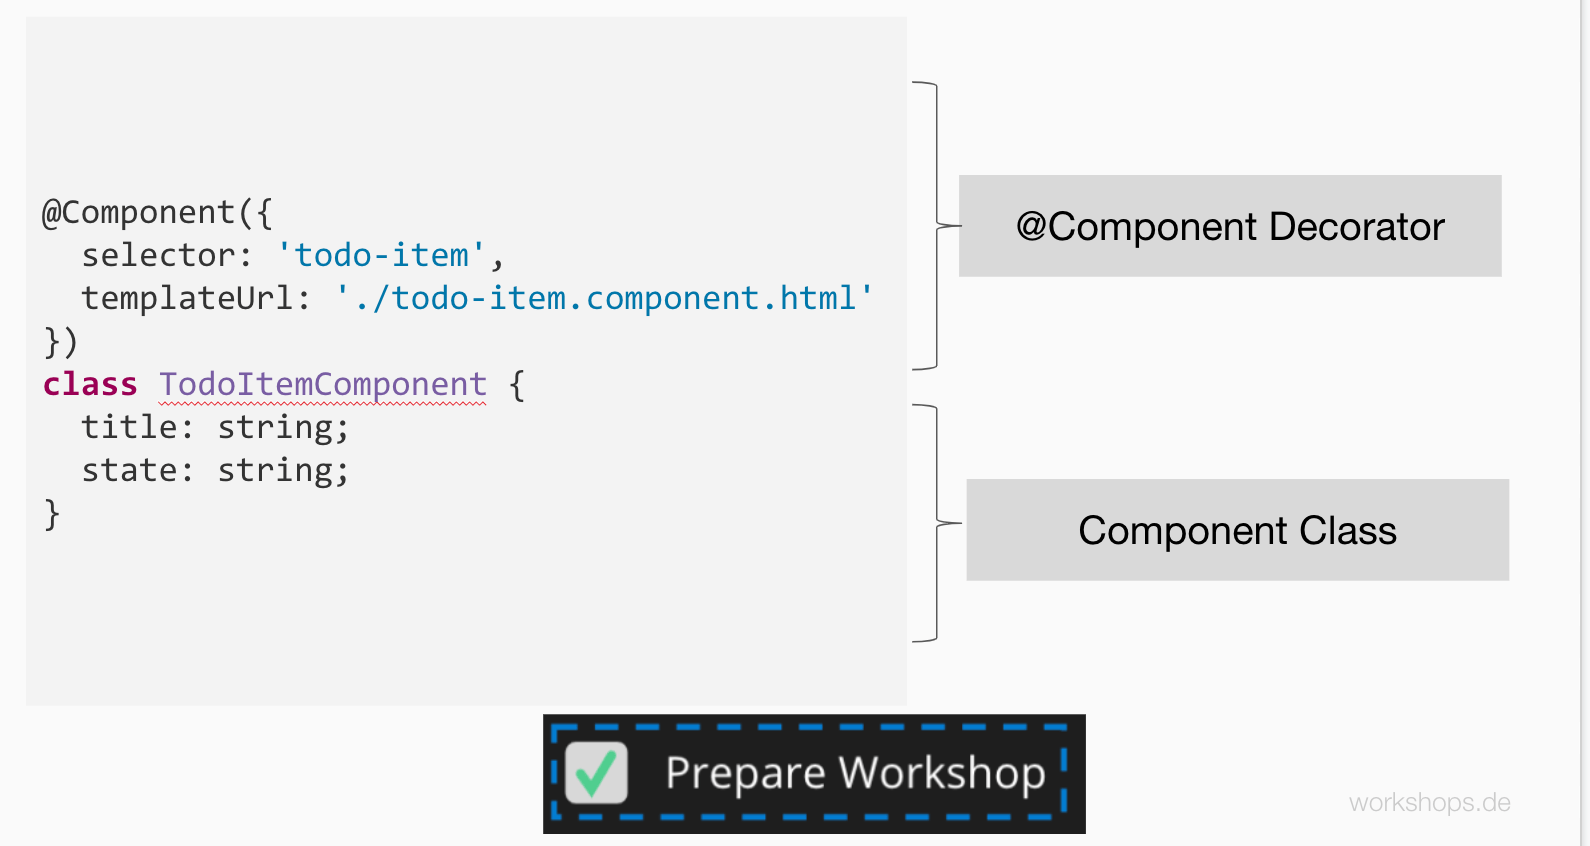 @Component({
  selector: 'todo-item',
  templateUrl: './todo-item.component.html'
})
class TodoItemComponent {
  title: string;
  state: string;
}
@Component Decorator
Component Class
Prepare Workshop
workshops.de